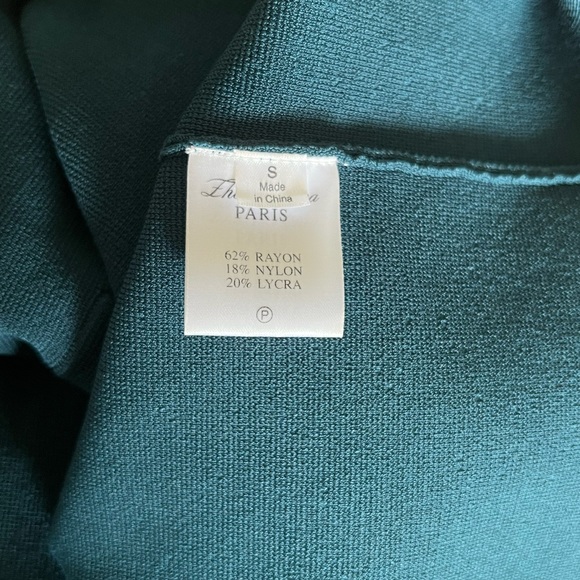 S
Made
in China
PARIS
62% RAYON
18% NYLON
20% LYCRA
P